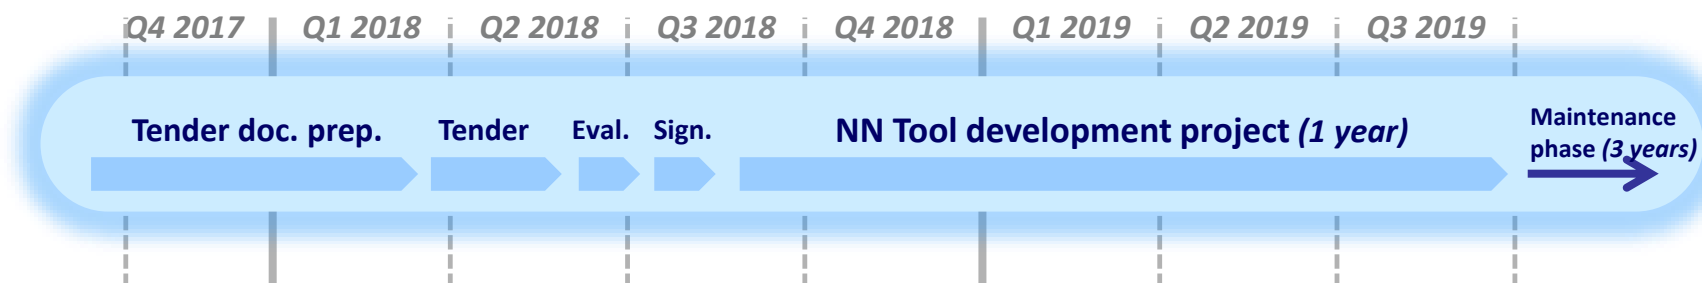 Q4 2017 Q1 2018 Q2 2018 Q3 2018 Q4 2018 Q1 2019 Q2 2019 Q3 2019
Tender doc. prep. Tender Eval. Sign. NN Tool development project (1 year)
Maintenance
phase (3 years)